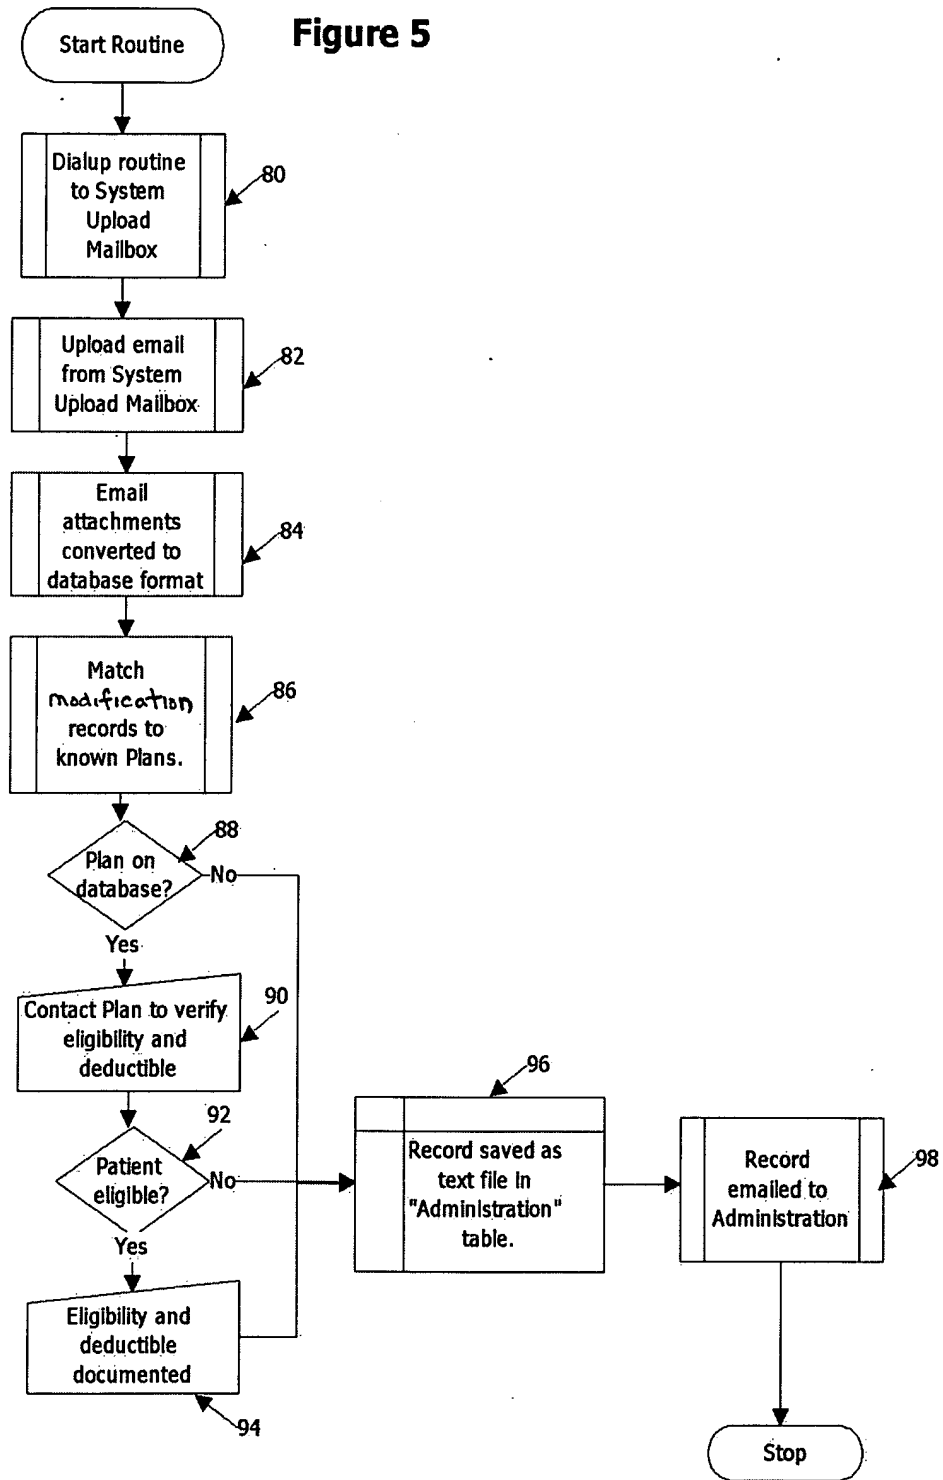 Figure 5
Start Routine
Dialup routine
to System
Upload
Mailbox
80
Upload email
from System
Upload Mailbox
82
Email
attachments
converted to
database format
84
Match
modification
records to
known Plans.
86
88
Plan on
database?
No
Yes
Contact Plan to verify
eligibility and
deductible
90
92
Patient
eligible?
No
Yes
Eligibility and
deductible
documented
94
96
Record saved as
text file in
"Administration"
table.
Record
emailed to
Administration
98
Stop